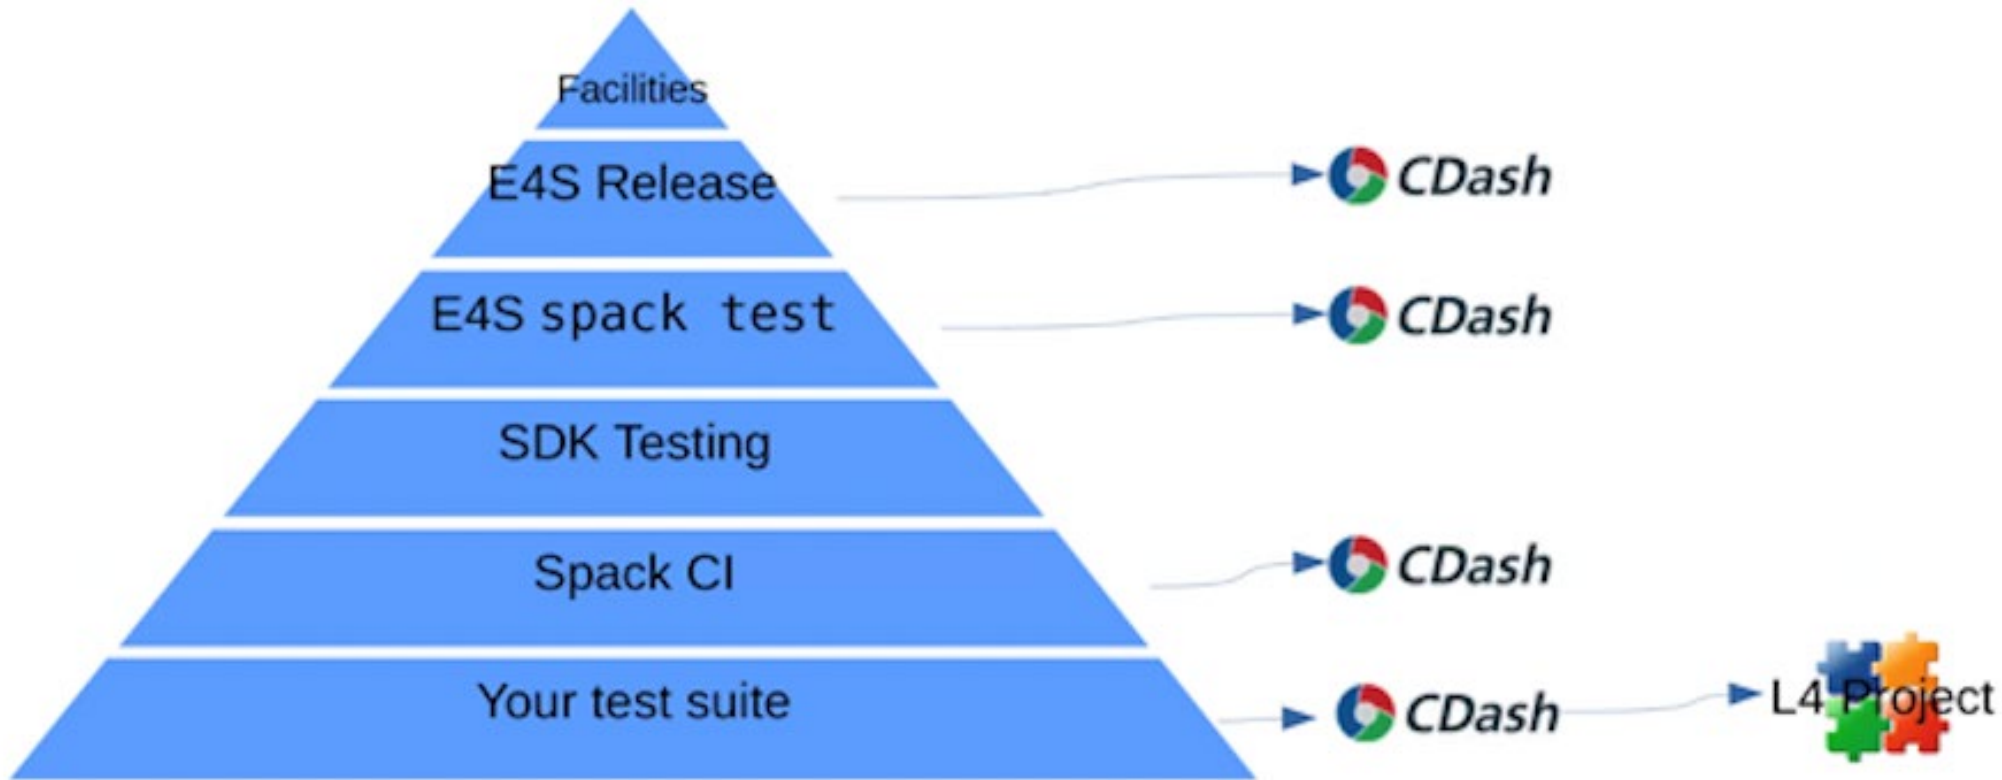 Facilities
E4S Release
CDash
E4S spack test
CDash
SDK Testing
Spack CI
CDash
Your test suite
CDash
L4 Project